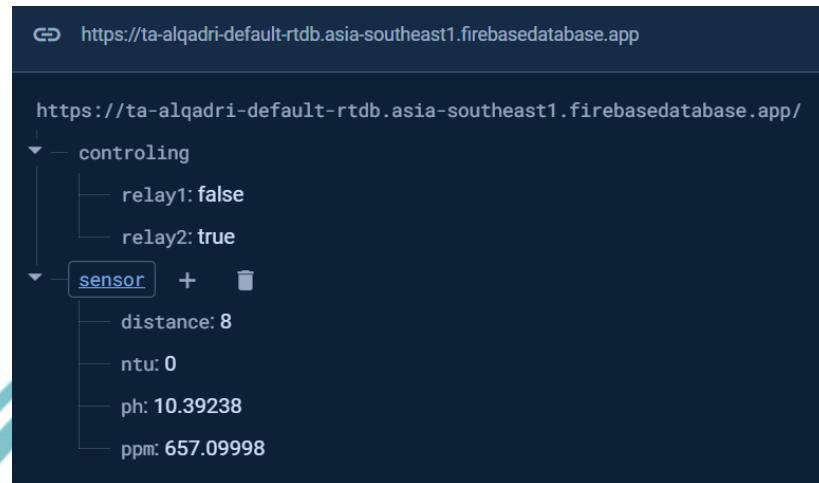 https://ta-alqadri-default-rtdb.asia-southeast1.firebasedatabase.app
https://ta-alqadri-default-rtdb.asia-southeast1.firebasedatabase.app/
controling
relay1: false
relay2: true
sensor
distance: 8
ntu: 0
ph: 10.39238
ppm: 657.09998